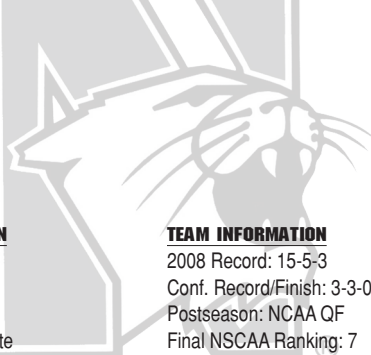 TEAM INFORMATION
2008 Record: 15-5-3
Conf. Record/Finish: 3-3-0
Postseason: NCAA QF
Final NSCAA Ranking: 7